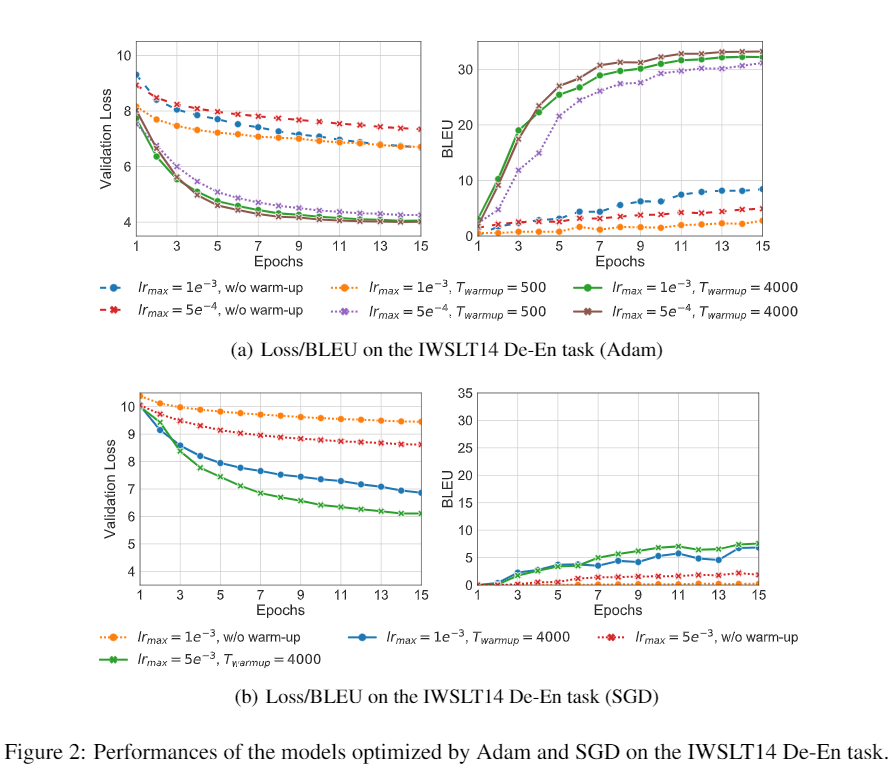 Validation Loss
10
8
6
4
1 3 5 7 9 11 13 15
Epochs
BLEU
30
20
10
0
1 3 5 7 9 11 13 15
Epochs
lr_max = 1e^-3, w/o warm-up
lr_max = 1e^-3, T_warmup = 500
lr_max = 1e^-3, T_warmup = 4000
lr_max = 5e^-4, w/o warm-up
lr_max = 5e^-4, T_warmup = 500
lr_max = 5e^-4, T_warmup = 4000
(a) Loss/BLEU on the IWSLT14 De-En task (Adam)
Validation Loss
10
9
8
7
6
5
4
1 3 5 7 9 11 13 15
Epochs
BLEU
35
30
25
20
15
10
5
0
1 3 5 7 9 11 13 15
Epochs
lr_max = 1e^-3, w/o warm-up
lr_max = 1e^-3, T_warmup = 4000
lr_max = 5e^-3, w/o warm-up
lr_max = 5e^-3, T_warmup = 4000
(b) Loss/BLEU on the IWSLT14 De-En task (SGD)
Figure 2: Performances of the models optimized by Adam and SGD on the IWSLT14 De-En task.